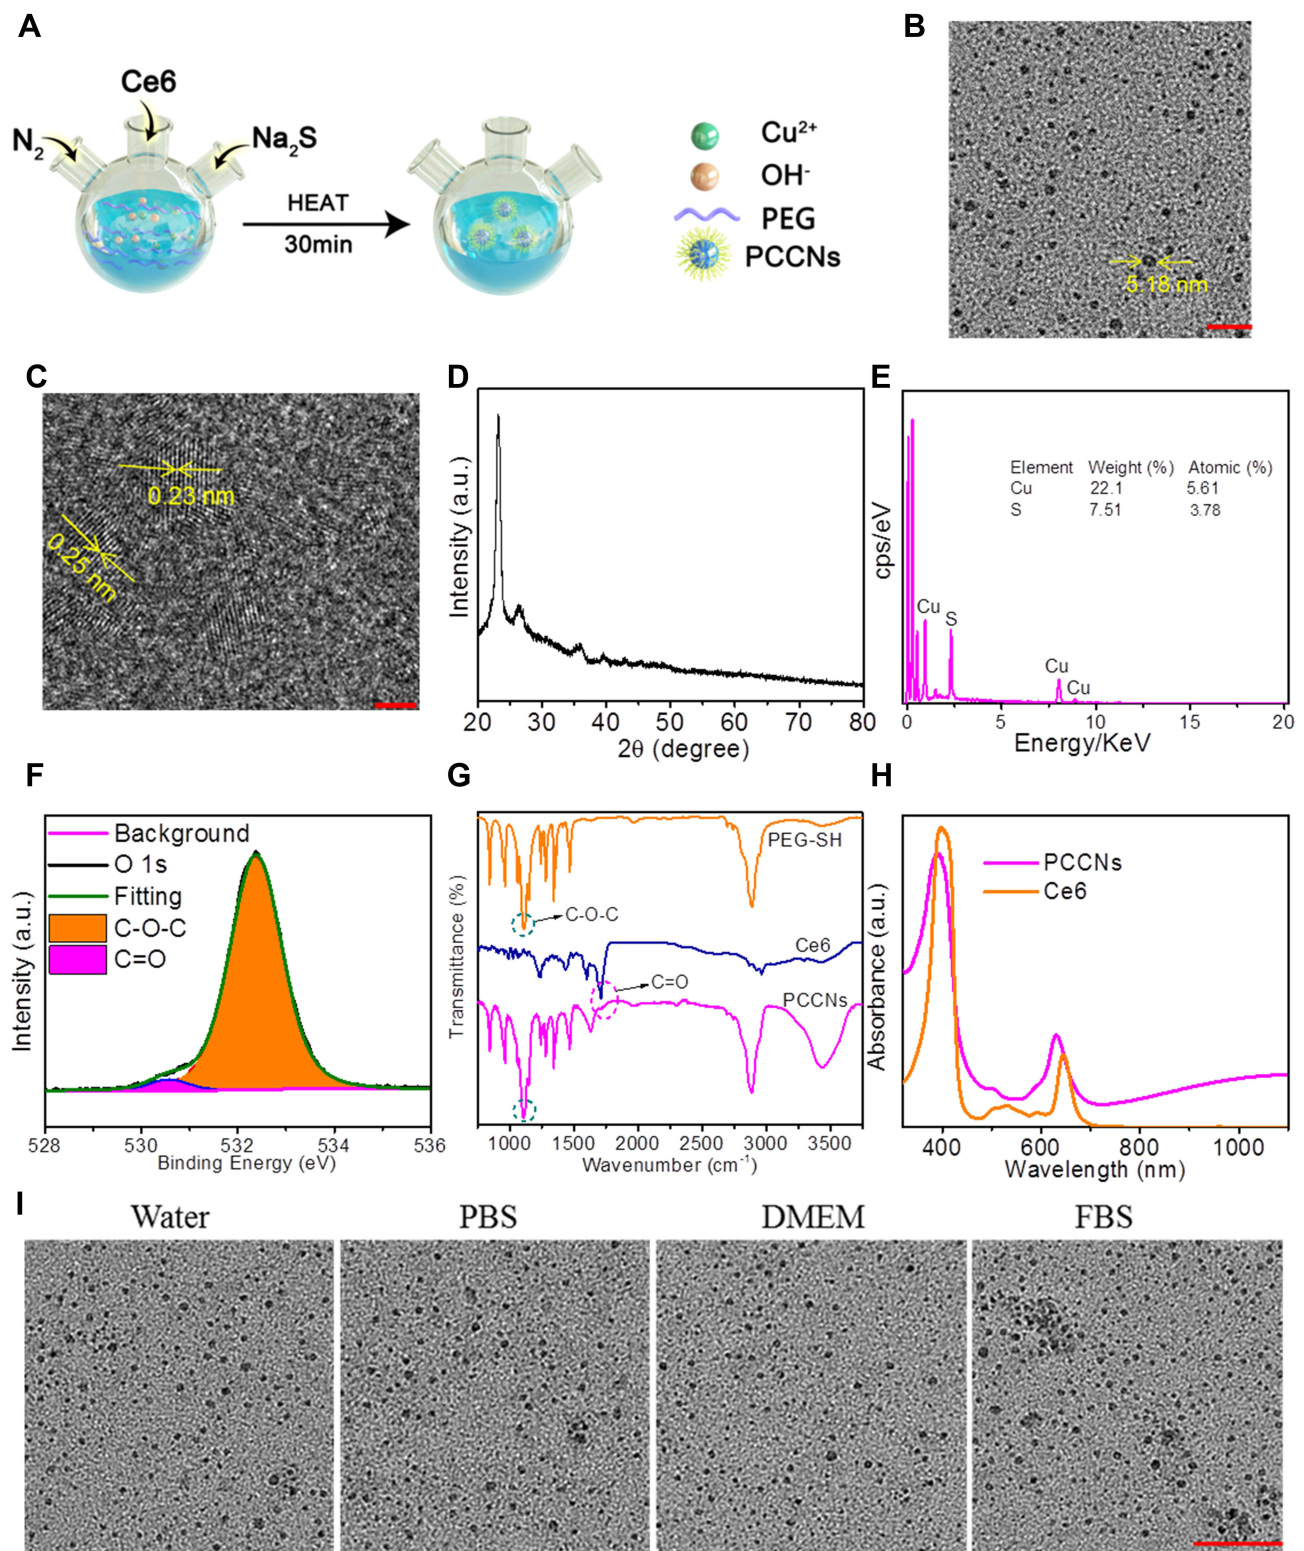 A
Ce6
N2
Na2S
HEAT
30min
Cu2+
OH-
PEG
PCCNs
B
5.18 nm
C
0.23 nm
0.25 nm
D
Intensity (a.u.)
20 30 40 50 60 70 80
2θ (degree)
E
cps/eV
Element Weight (%) Atomic (%)
Cu 22.1 5.61
S 7.51 3.78
Cu
S
Cu
Cu
0 5 10 15 20
Energy/KeV
F
Intensity (a.u.)
Background
O 1s
Fitting
C-O-C
C=O
528 530 532 534 536
Binding Energy (eV)
G
Transmittance (%)
PEG-SH
C-O-C
Ce6
C=O
PCCNs
1000 1500 2000 2500 3000 3500
Wavenumber (cm-1)
H
Absorbance (a.u.)
PCCNs
Ce6
400 600 800 1000
Wavelength (nm)
I
Water PBS DMEM FBS